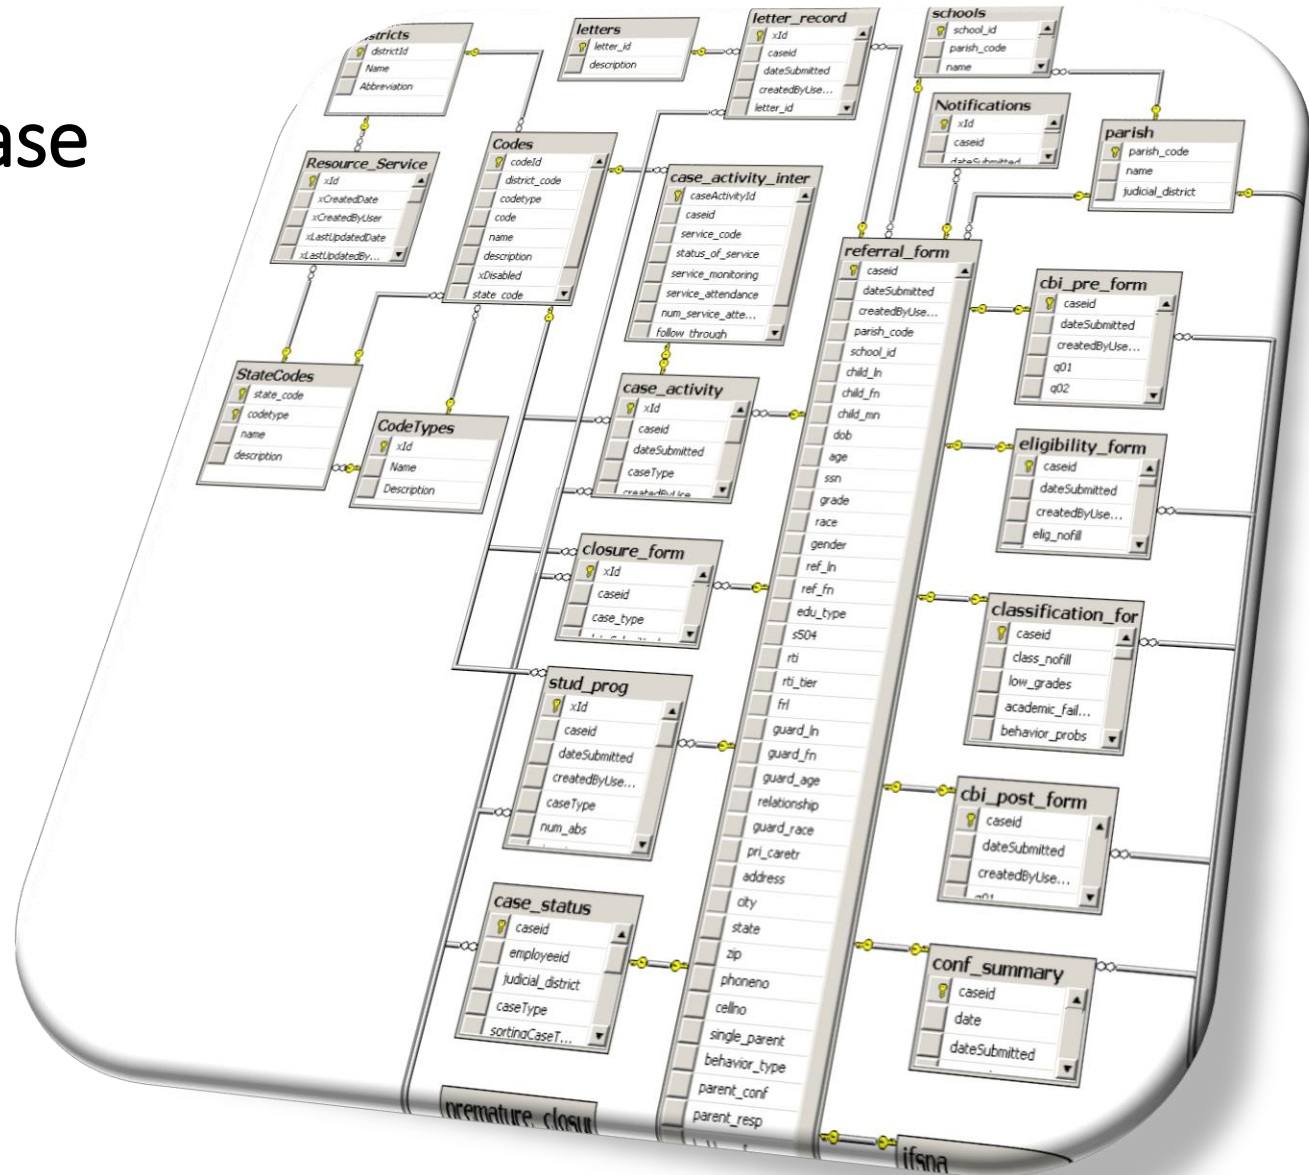 ase
stricts
districtId
Name
Abbreviation
letters
letter_id
description
letter_record
xId
caseid
dateSubmitted
createdByUse...
letter_id
schools
school_id
parish_code
name
Notifications
xId
caseid
dateSubmitted
parish
parish_code
name
judicial_district
Resource_Service
xId
xCreatedDate
xCreatedByUser
xLastUpdatedDate
xLastUpdatedBy...
Codes
codeId
district_code
codetype
code
name
description
xDisabled
state_code
case_activity_inter
caseActivityId
caseid
service_code
status_of_service
service_monitoring
service_attendance
num_service_atte...
follow_through
StateCodes
state_code
codetype
name
description
CodeTypes
xId
Name
Description
case_activity
xId
caseid
dateSubmitted
caseType
createdByUse
closure_form
xId
caseid
case_type
stud_prog
xId
caseid
dateSubmitted
createdByUse...
caseType
num_abs
case_status
caseid
employeeid
judicial_district
caseType
sortingCaseT...
premature_closur
referral_form
caseid
dateSubmitted
createdByUse...
parish_code
school_id
child_ln
child_fn
child_mn
dob
age
ssn
grade
race
gender
ref_ln
ref_fn
edu_type
s504
rti
rti_tier
frl
guard_ln
guard_fn
guard_age
relationship
guard_race
pri_caretr
address
city
state
zip
phoneno
cellno
single_parent
behavior_type
parent_conf
parent_resp
cbi_pre_form
caseid
dateSubmitted
createdByUse...
q01
q02
eligibility_form
caseid
dateSubmitted
createdByUse...
elig_nofill
classification_for
caseid
class_nofill
low_grades
academic_fail...
behavior_probs
cbi_post_form
caseid
dateSubmitted
createdByUse...
q01
conf_summary
caseid
date
dateSubmitted
ifsna